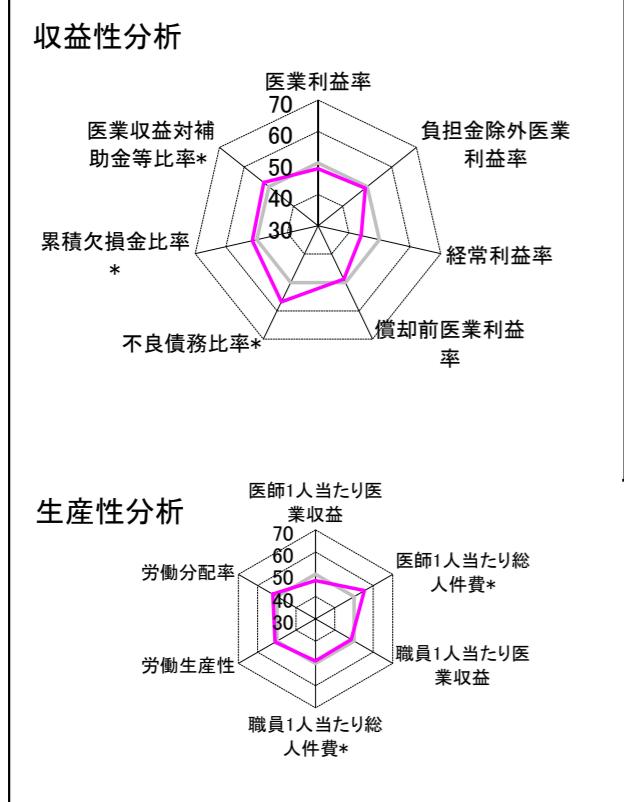 収益性分析
医業利益率
70
60
50
40
30
負担金除外医業
利益率
経常利益率
償却前医業利益
率
不良債務比率*
累積欠損金比率
*
医業収益対補
助金等比率*
生産性分析
医師1人当たり医
業収益
70
60
50
40
30
医師1人当たり総
人件費*
職員1人当たり医
業収益
職員1人当たり総
人件費*
労働生産性
労働分配率